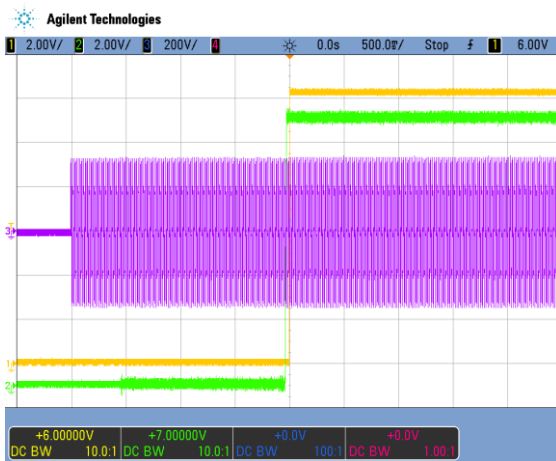 Agilent Technologies
1 2.00V/ 2 2.00V/ 3 200V/ 4 0.0s 500.0m/ Stop 1 6.00V
3
1
2
+6.00000V +7.00000V +0.0V +0.0V
DC BW 10.0:1 DC BW 10.0:1 DC BW 100:1 DC BW 1.00:1